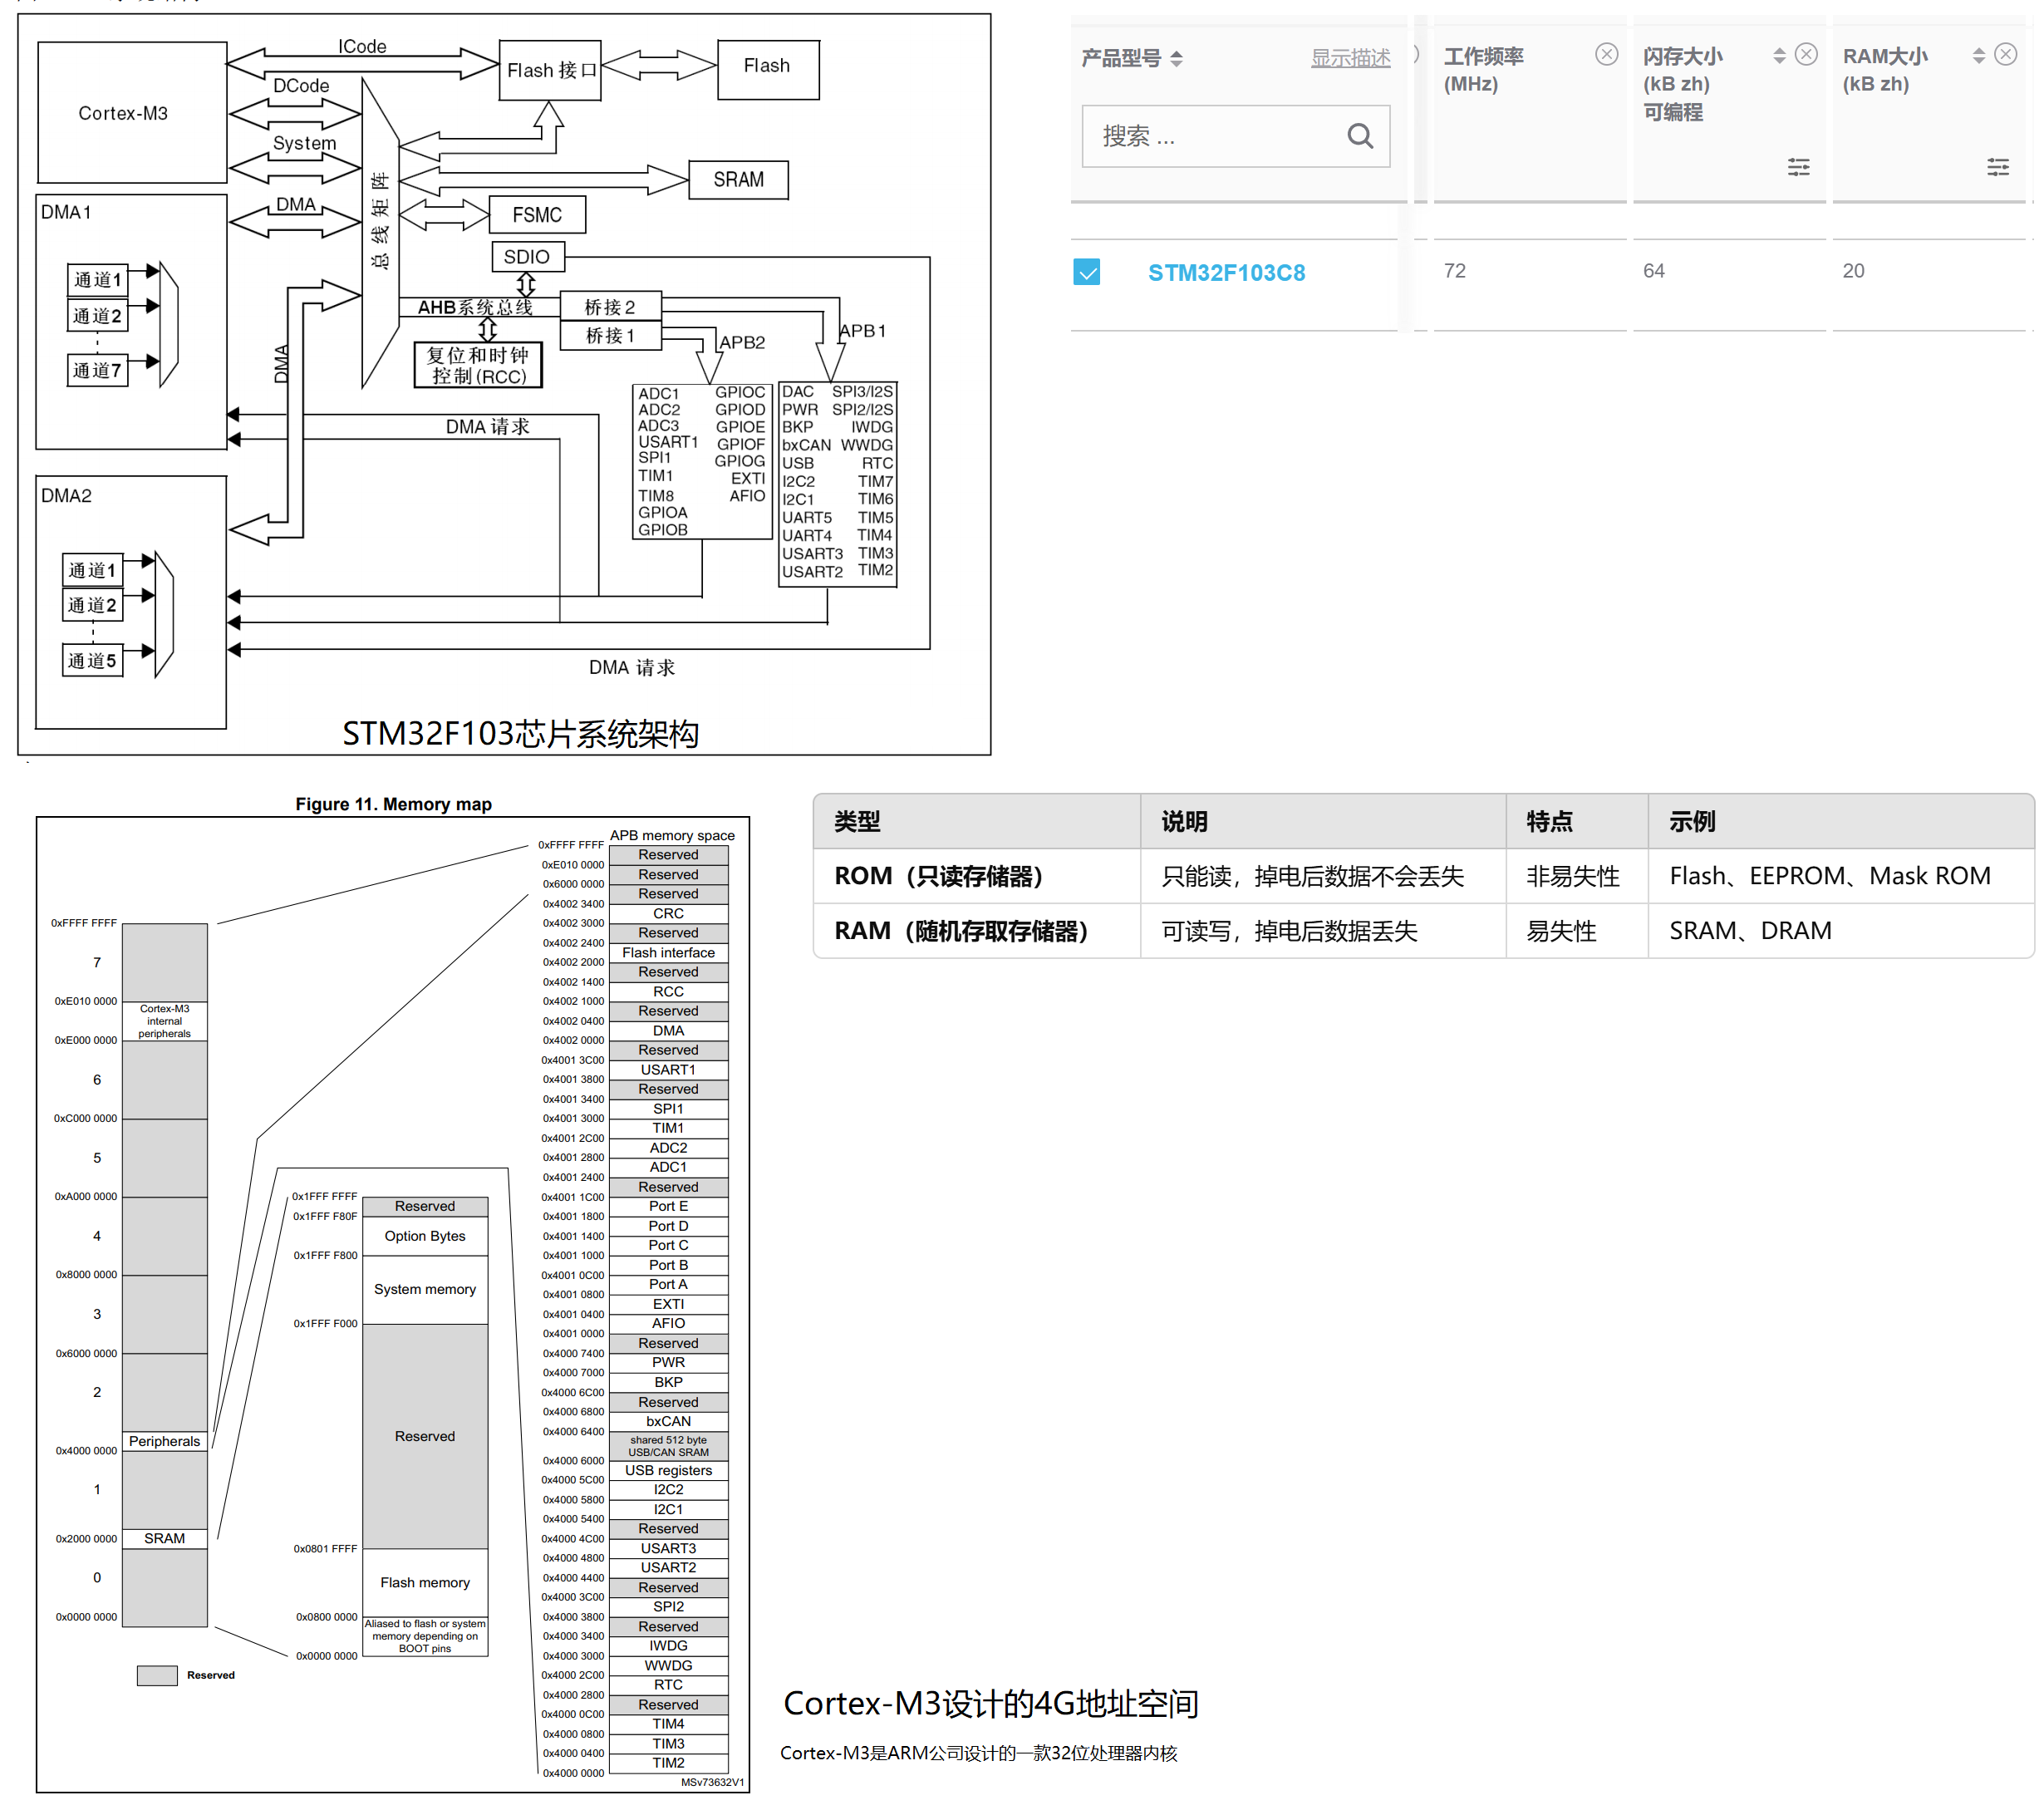 ICode
Flash 接口
Flash
Cortex-M3
DCode
System
DMA
总线矩阵
SRAM
FSMC
SDIO
AHB系统总线
桥接2
桥接1
APB2
APB1
复位和时钟
控制(RCC)
DMA1
通道1
通道2
通道7
DMA
DMA 请求
ADC1 GPIOC
ADC2 GPIOD
ADC3 GPIOE
USART1 GPIOF
SPI1 GPIOG
TIM1 EXTI
TIM8 AFIO
GPIOA
GPIOB
DAC SPI3/I2S
PWR SPI2/I2S
BKP IWDG
bxCAN WWDG
USB RTC
I2C2 TIM7
I2C1 TIM6
UART5 TIM5
UART4 TIM4
USART3 TIM3
USART2 TIM2
DMA2
通道1
通道2
通道5
DMA 请求
STM32F103芯片系统架构
产品型号
显示描述
搜索 ...
工作频率
(MHz)
闪存大小
(kB zh)
可编程
RAM大小
(kB zh)
STM32F103C8
72
64
20
Figure 11. Memory map
0xFFFF FFFF
7
0xE010 0000
Cortex-M3
internal
peripherals
0xE000 0000
6
0xC000 0000
5
0xA000 0000
4
0x8000 0000
3
0x6000 0000
2
Peripherals
0x4000 0000
1
0x2000 0000
SRAM
0
0x0000 0000
Reserved
0x1FFF FFFF
Reserved
0x1FFF F80F
Option Bytes
0x1FFF F800
System memory
0x1FFF F000
Reserved
0x0801 FFFF
Flash memory
0x0800 0000
Aliased to flash or system
memory depending on
BOOT pins
0x0000 0000
APB memory space
0xFFFF FFFF
Reserved
0xE010 0000
Reserved
0x6000 0000
Reserved
0x4002 3400
CRC
0x4002 3000
Reserved
0x4002 2400
Flash interface
0x4002 2000
Reserved
0x4002 1400
RCC
0x4002 1000
Reserved
0x4002 0400
DMA
0x4002 0000
Reserved
0x4001 3C00
USART1
0x4001 3800
Reserved
0x4001 3400
SPI1
0x4001 3000
TIM1
0x4001 2C00
ADC2
0x4001 2800
ADC1
0x4001 2400
Reserved
0x4001 1C00
Port E
0x4001 1800
Port D
0x4001 1400
Port C
0x4001 1000
Port B
0x4001 0C00
Port A
0x4001 0800
EXTI
0x4001 0400
AFIO
0x4001 0000
Reserved
0x4000 7400
PWR
0x4000 7000
BKP
0x4000 6C00
Reserved
0x4000 6800
bxCAN
0x4000 6400
shared 512 byte
USB/CAN SRAM
0x4000 6000
USB registers
0x4000 5C00
I2C2
0x4000 5800
I2C1
0x4000 5400
Reserved
0x4000 4C00
USART3
0x4000 4800
USART2
0x4000 4400
Reserved
0x4000 3C00
SPI2
0x4000 3800
Reserved
0x4000 3400
IWDG
0x4000 3000
WWDG
0x4000 2C00
RTC
0x4000 2800
Reserved
0x4000 0C00
TIM4
0x4000 0800
TIM3
0x4000 0400
TIM2
0x4000 0000
MSv73632V1
类型 说明 特点 示例
ROM（只读存储器） 只能读，掉电后数据不会丢失 非易失性 Flash、EEPROM、Mask ROM
RAM（随机存取存储器） 可读写，掉电后数据丢失 易失性 SRAM、DRAM
Cortex-M3设计的4G地址空间
Cortex-M3是ARM公司设计的一款32位处理器内核